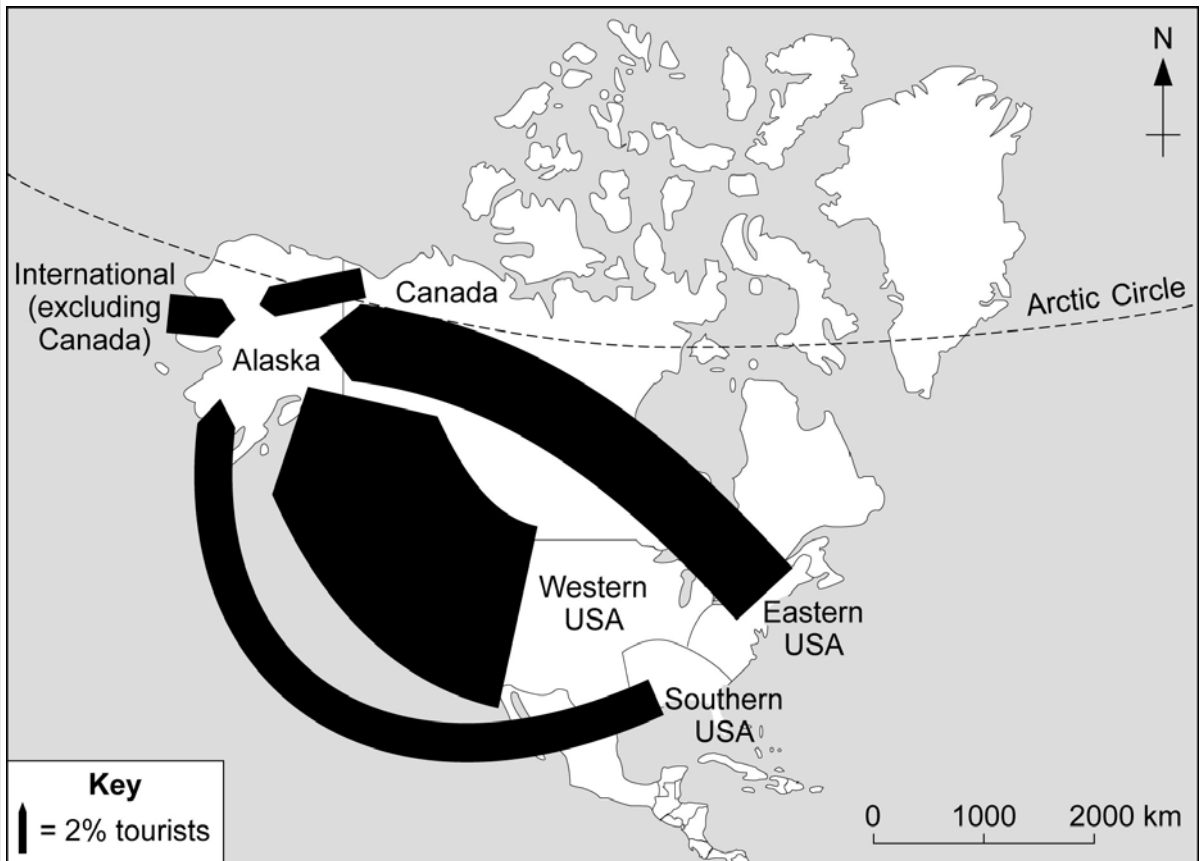 N
Arctic Circle
International
(excluding
Canada)
Canada
Alaska
Western
USA
Eastern
USA
Southern
USA
Key
= 2% tourists
0 1000 2000 km